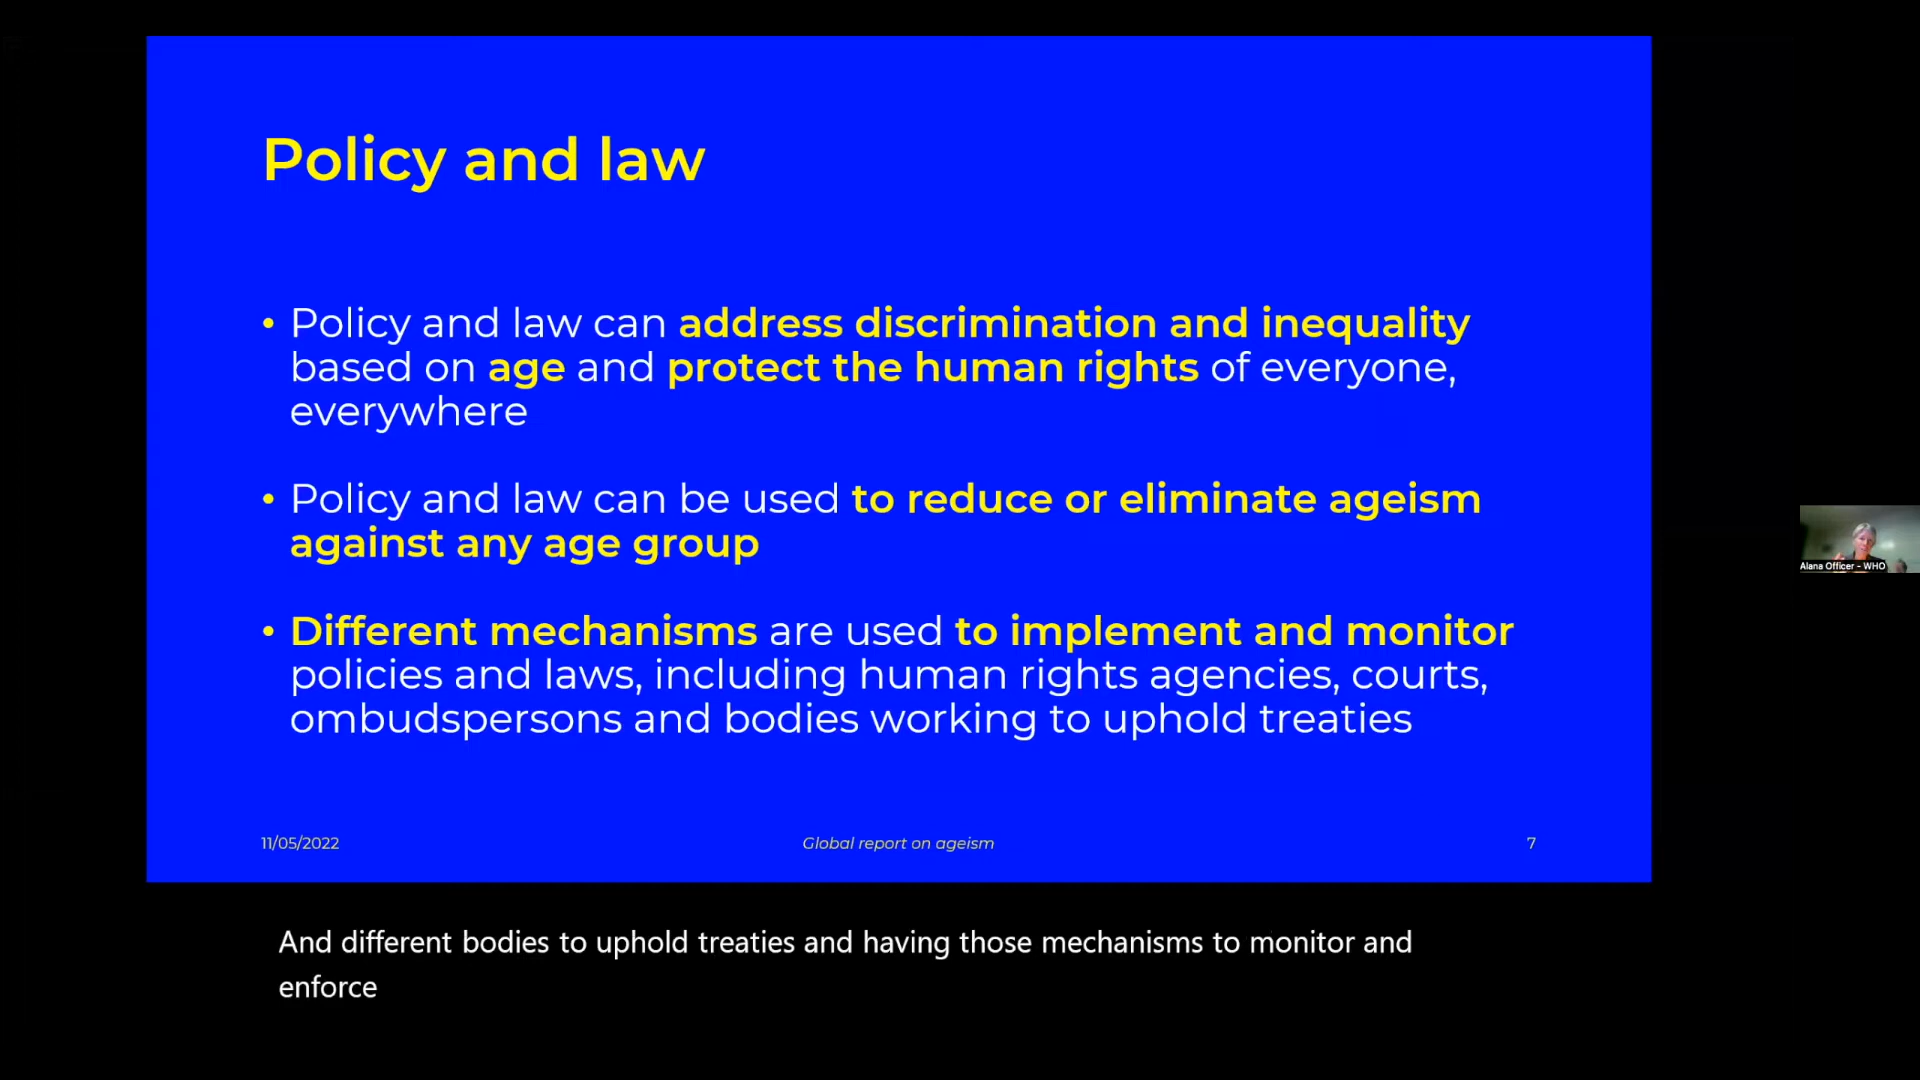 Policy and law
• Policy and law can address discrimination and inequality
based on age and protect the human rights of everyone,
everywhere
• Policy and law can be used to reduce or eliminate ageism
against any age group
• Different mechanisms are used to implement and monitor
policies and laws, including human rights agencies, courts,
ombudspersons and bodies working to uphold treaties
Alana Officer - WHO
11/05/2022
Global report on ageism
7
And different bodies to uphold treaties and having those mechanisms to monitor and
enforce